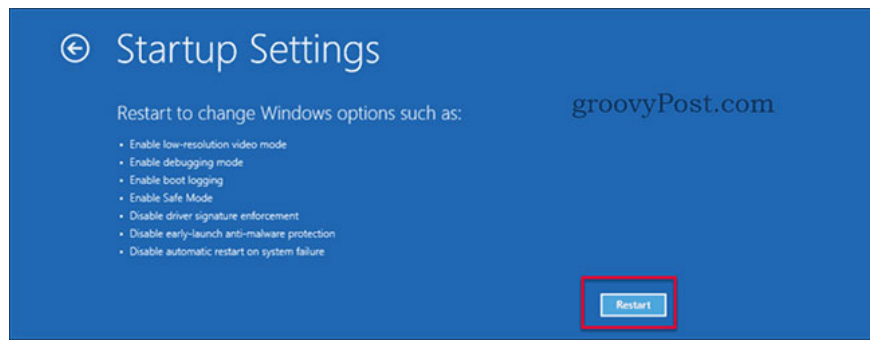 Startup Settings
groovyPost.com
Restart to change Windows options such as:
• Enable low-resolution video mode
• Enable debugging mode
• Enable boot logging
• Enable Safe Mode
• Disable driver signature enforcement
• Disable early-launch anti-malware protection
• Disable automatic restart on system failure
Restart